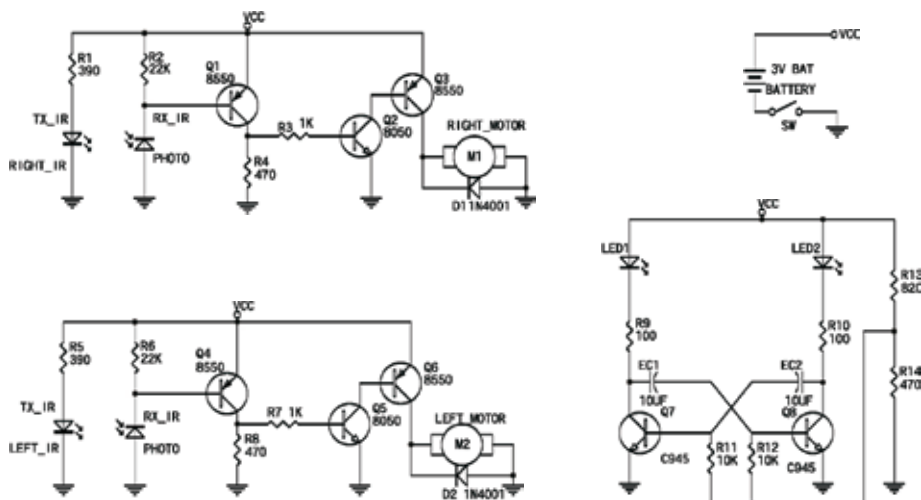 VCC
R1
390
R2
22K
Q1
8550
Q3
8550
TX_IR
RX_IR
R3 1K
Q2
8050
RIGHT_MOTOR
M1
RIGHT_IR
PHOTO
R4
470
D1 1N4001
VCC
3V BAT
BATTERY
SW
VCC
LED1
LED2
R13
820
R9
100
R10
100
EC1
10UF
EC2
10UF
R14
470
Q7
Q8
C945
R11
10K
R12
10K
C945
VCC
R5
390
R6
22K
Q4
8550
Q6
8550
TX_IR
RX_IR
R7 1K
Q5
8050
LEFT_MOTOR
M2
LEFT_IR
PHOTO
R8
470
D2 1N4001